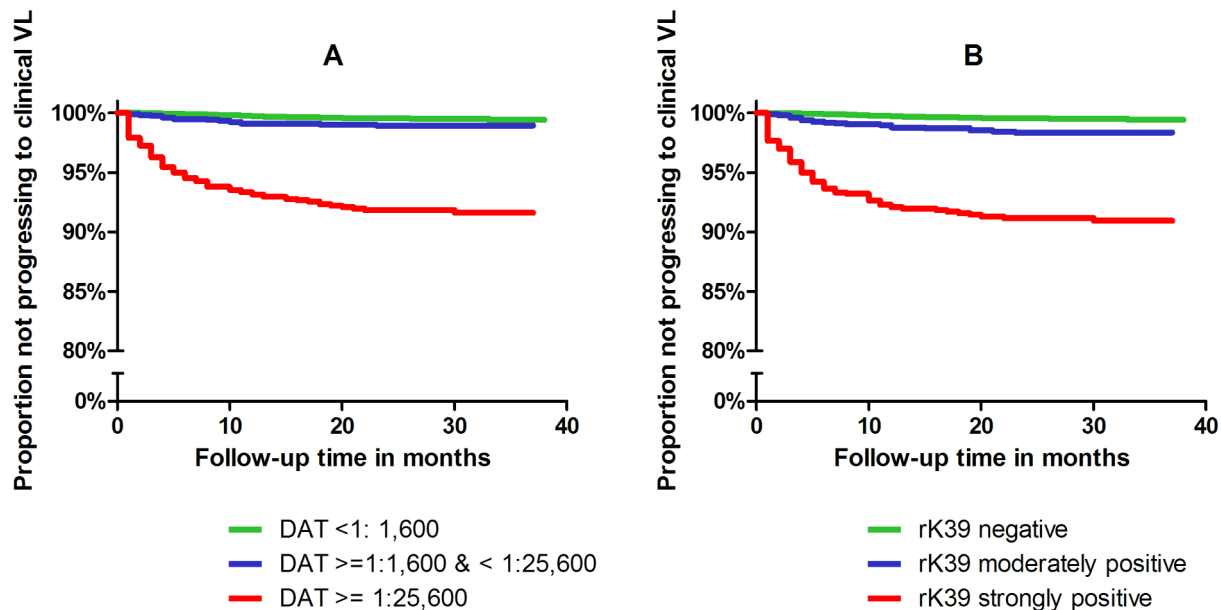 A
Proportion not progressing to clinical VL
100%
95%
90%
85%
80%
0%
0
10
20
30
40
Follow-up time in months
DAT <1: 1,600
DAT >=1:1,600 & < 1:25,600
DAT >= 1:25,600
B
Proportion not progressing to clinical VL
100%
95%
90%
85%
80%
0%
0
10
20
30
40
Follow-up time in months
rK39 negative
rK39 moderately positive
rK39 strongly positive